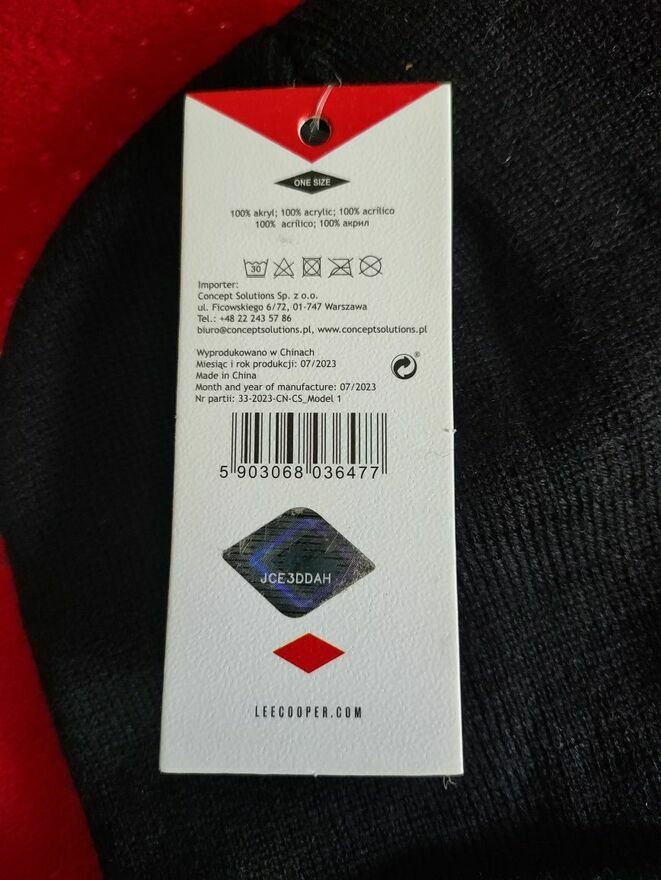 ONE SIZE
100% akryl; 100% acrylic; 100% acrílico
100% acrílico; 100% акрил
30
Importer:
Concept Solutions Sp. z o.o.
ul. Ficowskiego 6/72, 01-747 Warszawa
Tel.: +48 22 243 57 86
biuro@conceptsolutions.pl, www.conceptsolutions.pl
Wyprodukowano w Chinach
Miesiąc i rok produkcji: 07/2023
Made in China
Month and year of manufacture: 07/2023
Nr partii: 33-2023-CN-CS_Model 1
®
5 903068 036477
JCE3DDAH
LEECOOPER.COM